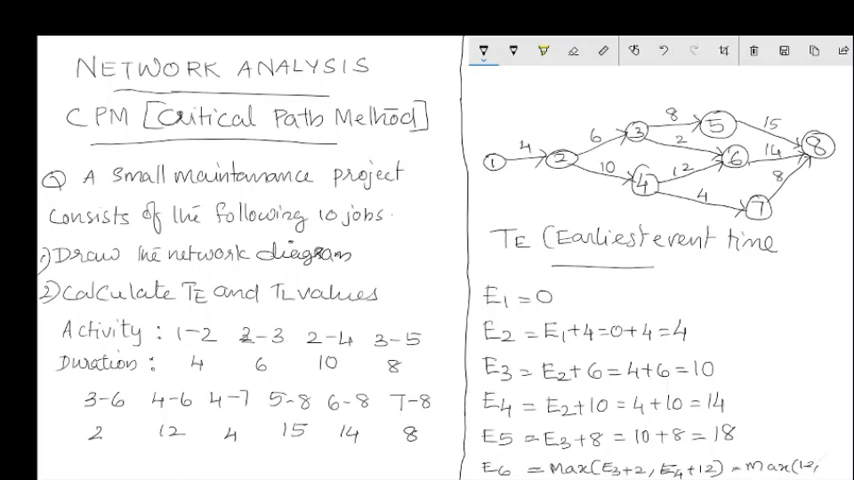 NETWORK ANALYSIS
CPM [Critical Path Method]
Q A small maintanance project
consists of the following 10 jobs.
1) Draw the network diagram
2) Calculate TE and TL values
Activity : 1-2 2-3 2-4 3-5
Duration : 4 6 10 8
3-6 4-6 4-7 5-8 6-8 7-8
2 12 4 15 14 8
1 4 2 6 3 8 5 15 8
2 6 14
10 4 12
4 7 8
TE (Earliest event time
E1 = 0
E2 = E1+4 = 0+4 = 4
E3 = E2+6 = 4+6 = 10
E4 = E2+10 = 4+10 = 14
E5 = E3+8 = 10+8 = 18
E6 = Max(E3+2, E4+12) = Max(12,